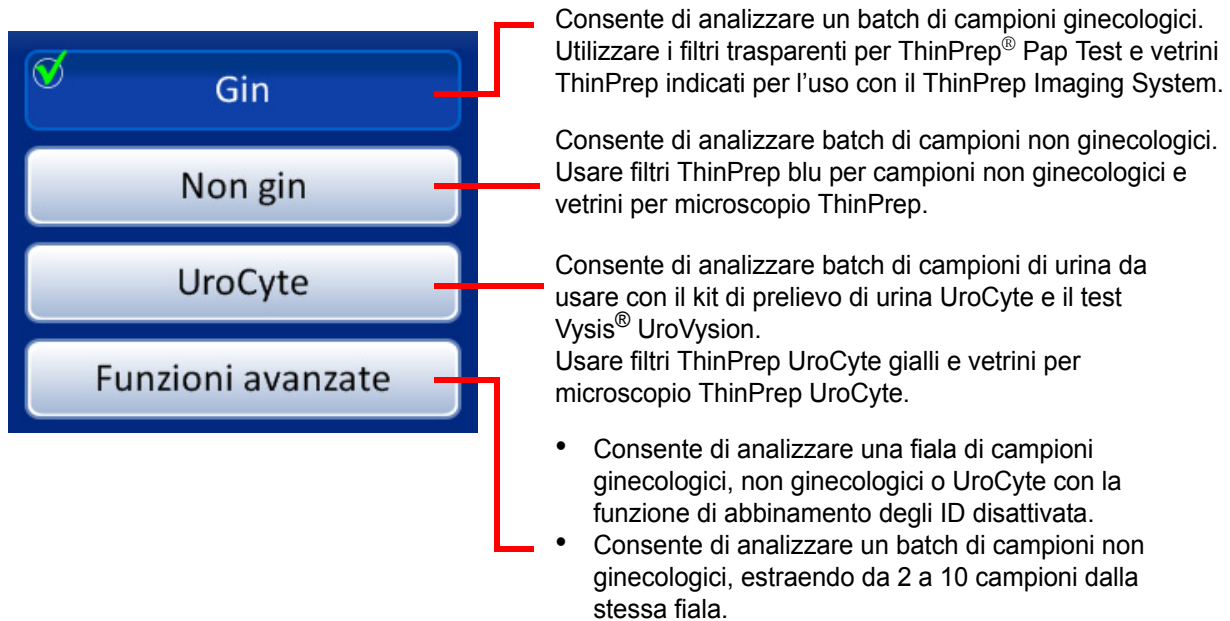 Gin
Non gin
UroCyte
Funzioni avanzate
Consente di analizzare un batch di campioni ginecologici.
Utilizzare i filtri trasparenti per ThinPrep® Pap Test e vetrini
ThinPrep indicati per l'uso con il ThinPrep Imaging System.
Consente di analizzare batch di campioni non ginecologici.
Usare filtri ThinPrep blu per campioni non ginecologici e
vetrini per microscopio ThinPrep.
Consente di analizzare batch di campioni di urina da
usare con il kit di prelievo di urina UroCyte e il test
Vysis® UroVysion.
Usare filtri ThinPrep UroCyte gialli e vetrini per
microscopio ThinPrep UroCyte.
• Consente di analizzare una fiala di campioni
ginecologici, non ginecologici o UroCyte con la
funzione di abbinamento degli ID disattivata.
• Consente di analizzare un batch di campioni non
ginecologici, estraendo da 2 a 10 campioni dalla
stessa fiala.